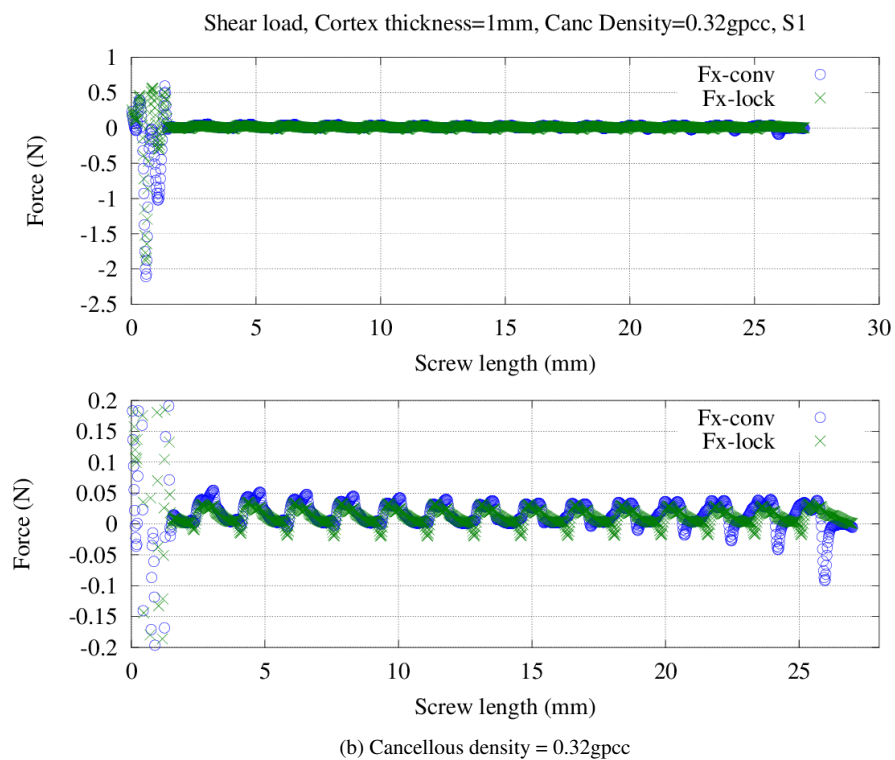 Shear load, Cortex thickness=1mm, Canc Density=0.32gpcc, S1
1
0.5
0
-0.5
-1
-1.5
-2
-2.5
Force (N)
Fx-conv
Fx-lock
0 5 10 15 20 25 30
Screw length (mm)
0.2
0.15
0.1
0.05
0
-0.05
-0.1
-0.15
-0.2
Force (N)
Fx-conv
Fx-lock
0 5 10 15 20 25
Screw length (mm)
(b) Cancellous density = 0.32gpcc